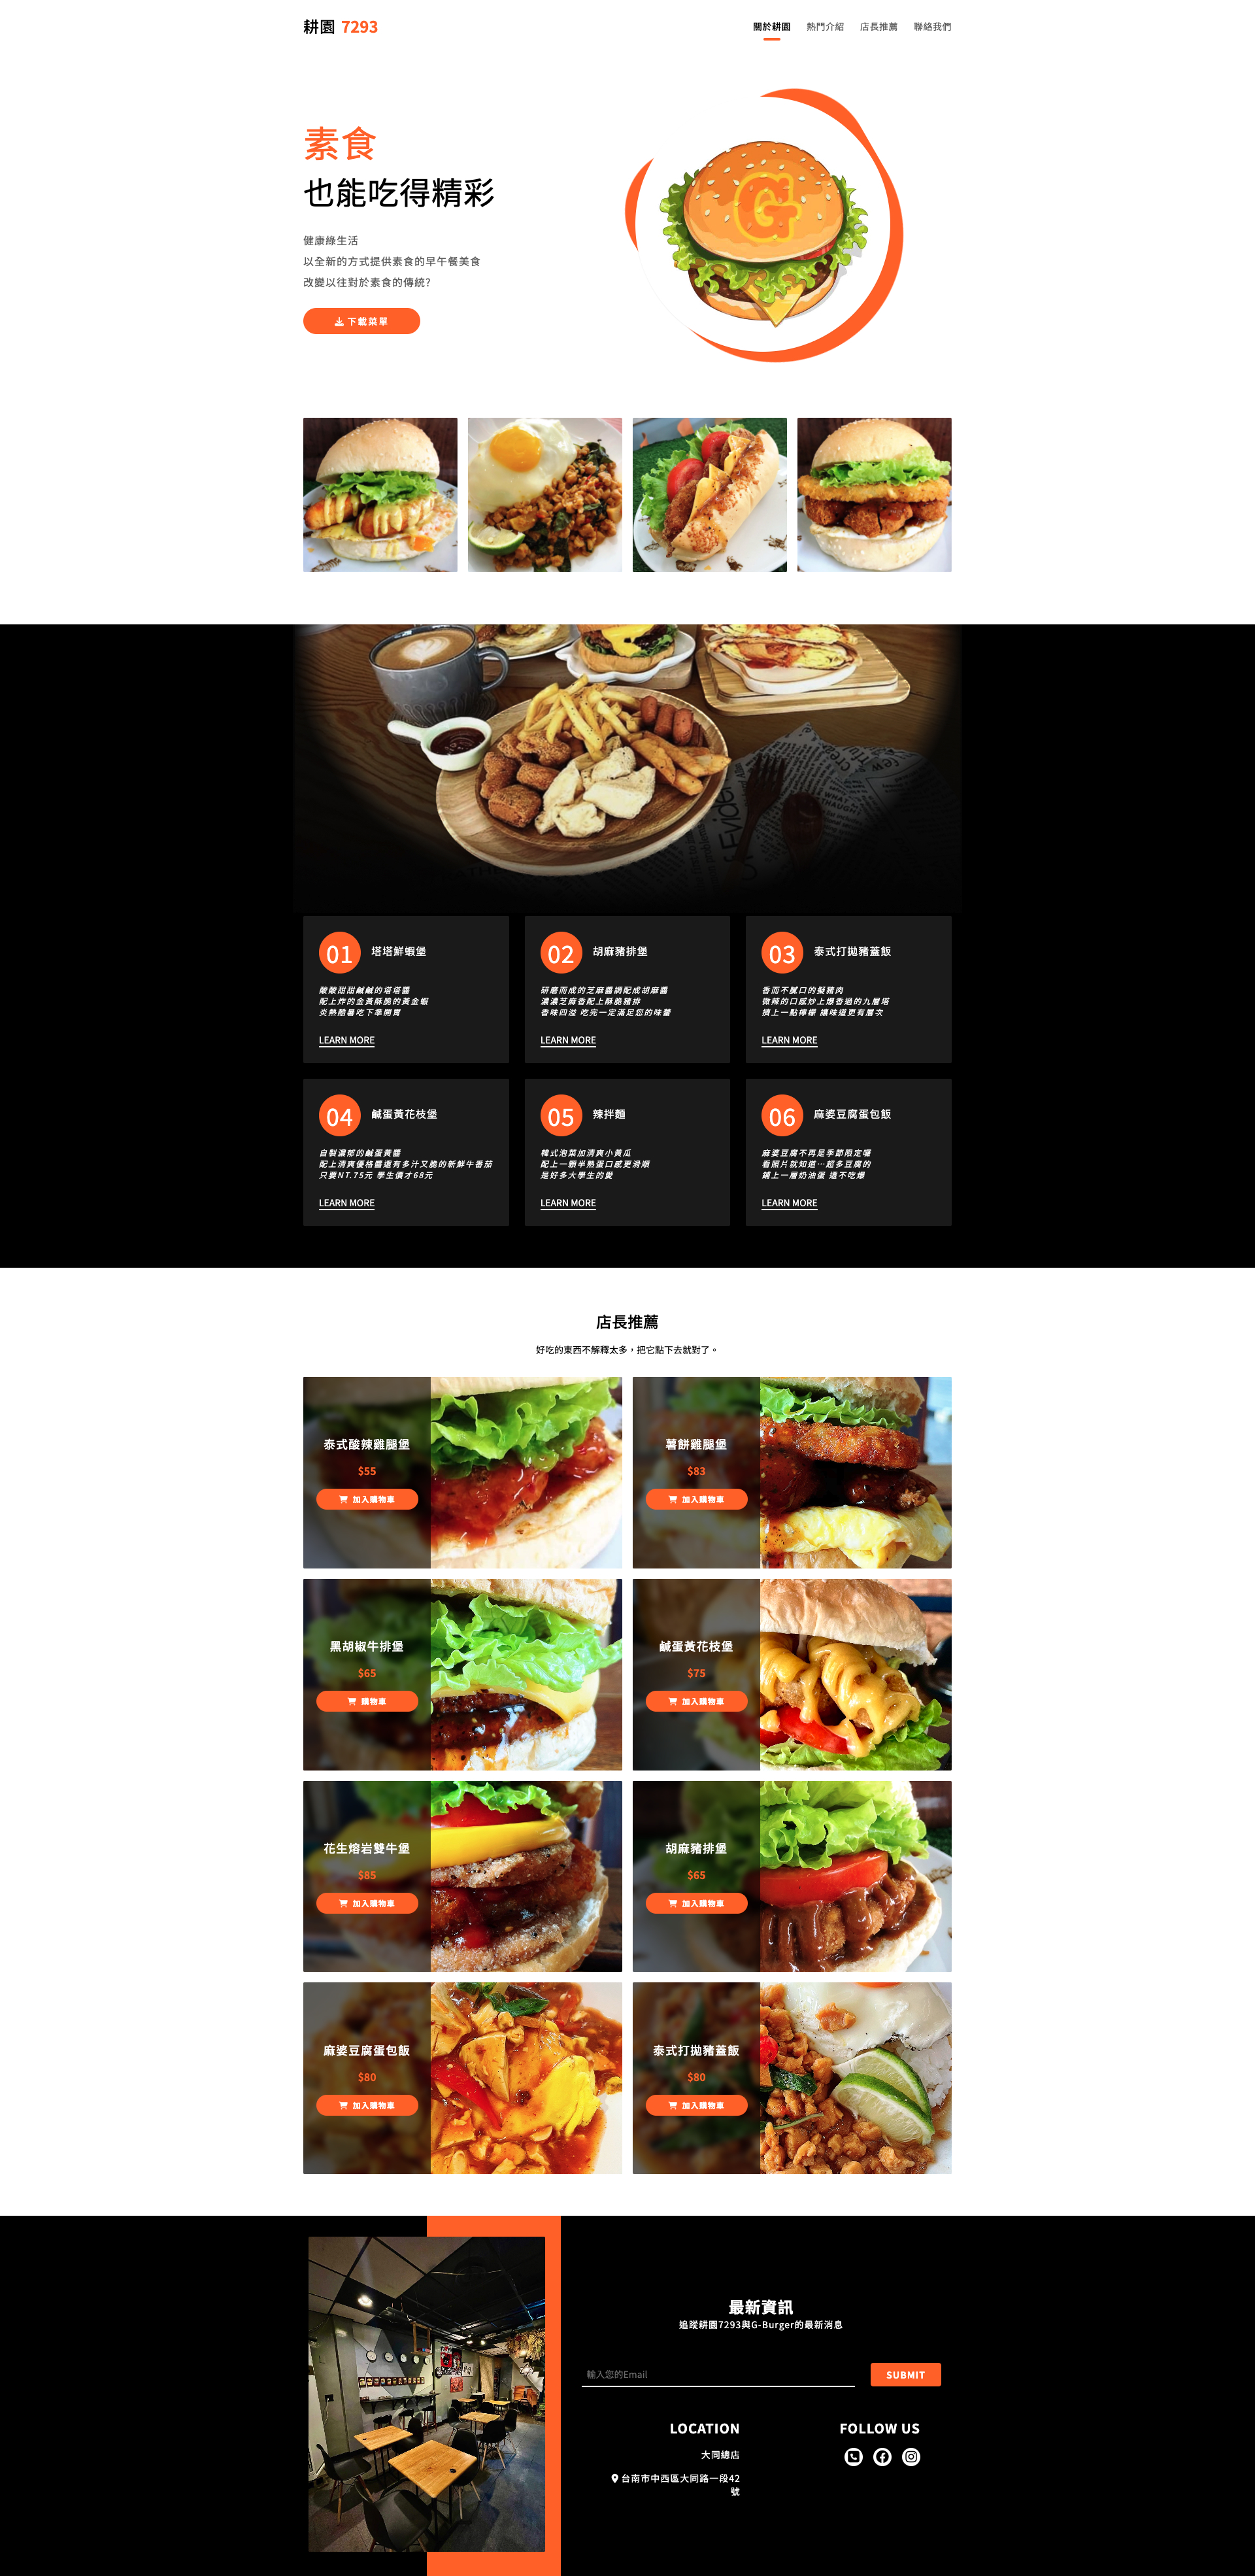 耕園 7293
關於耕園 熱門介紹 店長推薦 聯絡我們
素食
也能吃得精彩
健康綠生活
以全新的方式提供素食的早午餐美食
改變以往對於素食的傳統?
下載菜單
G
01 塔塔鮮蝦堡
酸酸甜甜鹹鹹的塔塔醬
配上炸的金黃酥脆的黃金蝦
炎熱酷暑吃下準開胃
LEARN MORE
02 胡麻豬排堡
研磨而成的芝麻醬調配成胡麻醬
濃濃芝麻香配上酥脆豬排
香味四溢 吃完一定滿足您的味蕾
LEARN MORE
03 泰式打拋豬蓋飯
香而不膩口的擬豬肉
微辣的口感炒上爆香過的九層塔
擠上一點檸檬 讓味道更有層次
LEARN MORE
04 鹹蛋黃花枝堡
自製濃郁的鹹蛋黃醬
配上清爽優格醬還有多汁又脆的新鮮牛番茄
只要NT.75元 學生價才68元
LEARN MORE
05 辣拌麵
韓式泡菜加清爽小黃瓜
配上一顆半熟蛋口感更滑順
是好多大學生的愛
LEARN MORE
06 麻婆豆腐蛋包飯
麻婆豆腐不再是季節限定囉
看照片就知道…超多豆腐的
鋪上一層奶油蛋 還不吃爆
LEARN MORE
店長推薦
好吃的東西不解釋太多，把它點下去就對了。
泰式酸辣雞腿堡
$55
加入購物車
薯餅雞腿堡
$83
加入購物車
黑胡椒牛排堡
$65
購物車
鹹蛋黃花枝堡
$75
加入購物車
花生熔岩雙牛堡
$85
加入購物車
胡麻豬排堡
$65
加入購物車
麻婆豆腐蛋包飯
$80
加入購物車
泰式打拋豬蓋飯
$80
加入購物車
最新資訊
追蹤耕園7293與G-Burger的最新消息
輸入您的Email
SUBMIT
LOCATION
大同總店
台南市中西區大同路一段42
號
FOLLOW US